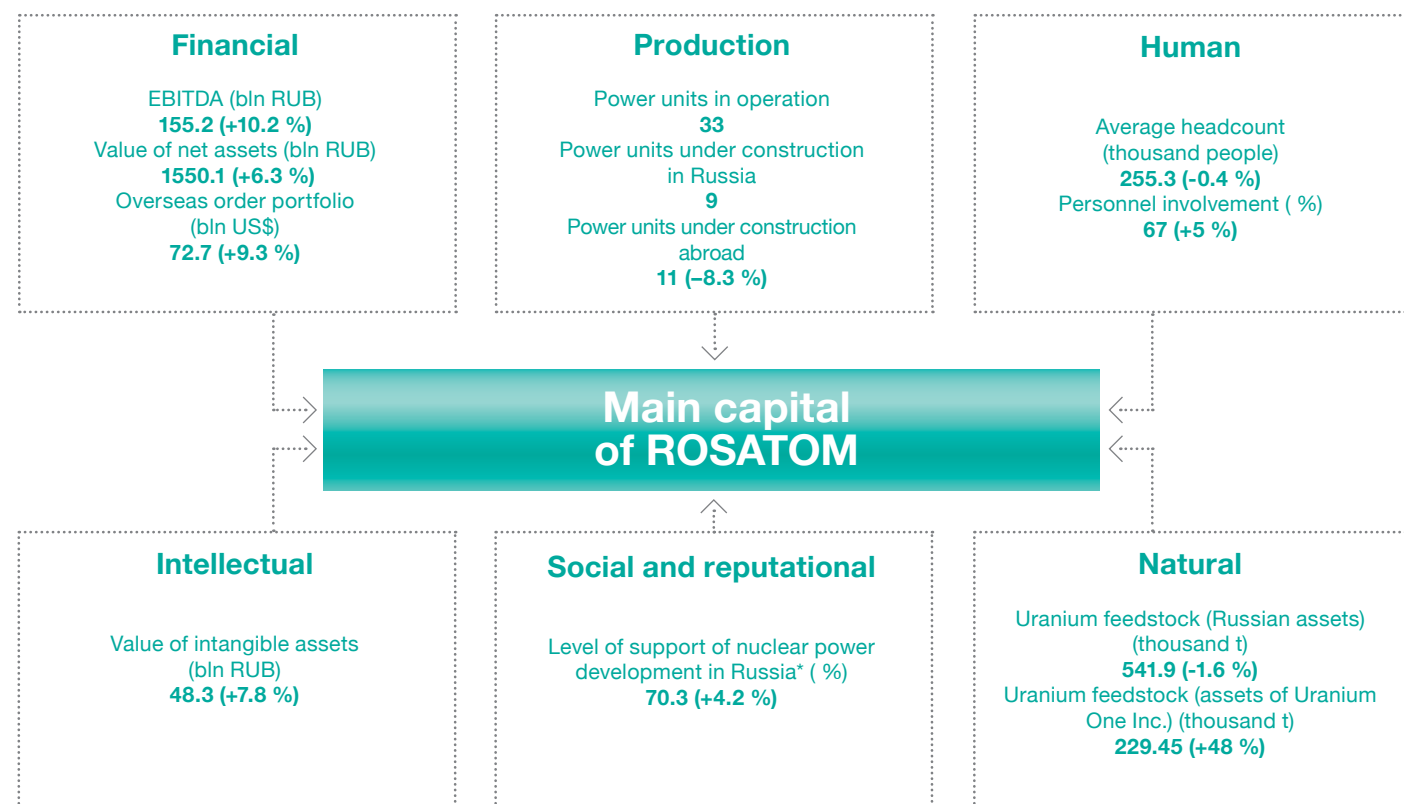 Financial
EBITDA (bln RUB)
155.2 (+10.2 %)
Value of net assets (bln RUB)
1550.1 (+6.3 %)
Overseas order portfolio
(bln US$)
72.7 (+9.3 %)
Production
Power units in operation
33
Power units under construction
in Russia
9
Power units under construction
abroad
11 (–8.3 %)
Human
Average headcount
(thousand people)
255.3 (-0.4 %)
Personnel involvement ( %)
67 (+5 %)
Main capital
of ROSATOM
Intellectual
Value of intangible assets
(bln RUB)
48.3 (+7.8 %)
Social and reputational
Level of support of nuclear power
development in Russia* ( %)
70.3 (+4.2 %)
Natural
Uranium feedstock (Russian assets)
(thousand t)
541.9 (-1.6 %)
Uranium feedstock (assets of Uranium
One Inc.) (thousand t)
229.45 (+48 %)